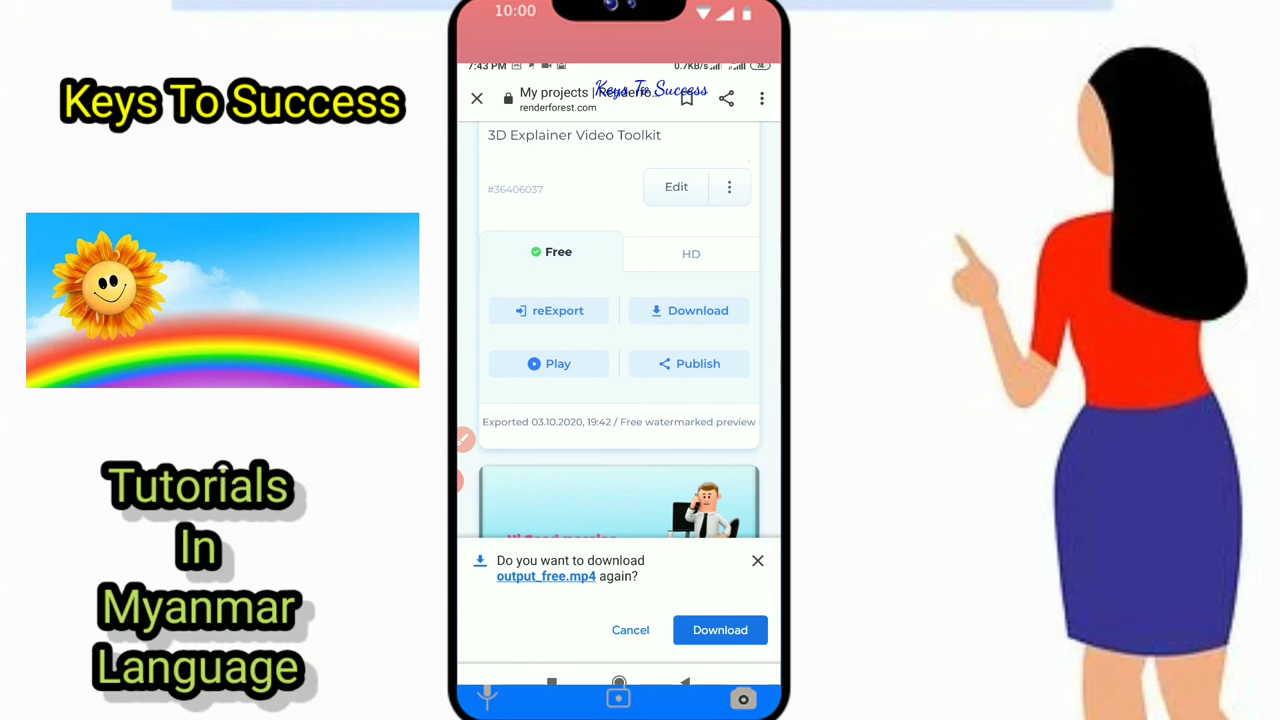 Keys To Success
Tutorials
In
Myanmar
Language
10:00
7:43 PM
0.7KB/s
74
My projects | Renderfo...
Keys To Success
renderforest.com
3D Explainer Video Toolkit
#36406037
Edit
Free
HD
reExport
Download
Play
Publish
Exported 03.10.2020, 19:42 / Free watermarked preview
Do you want to download
output_free.mp4 again?
Cancel
Download